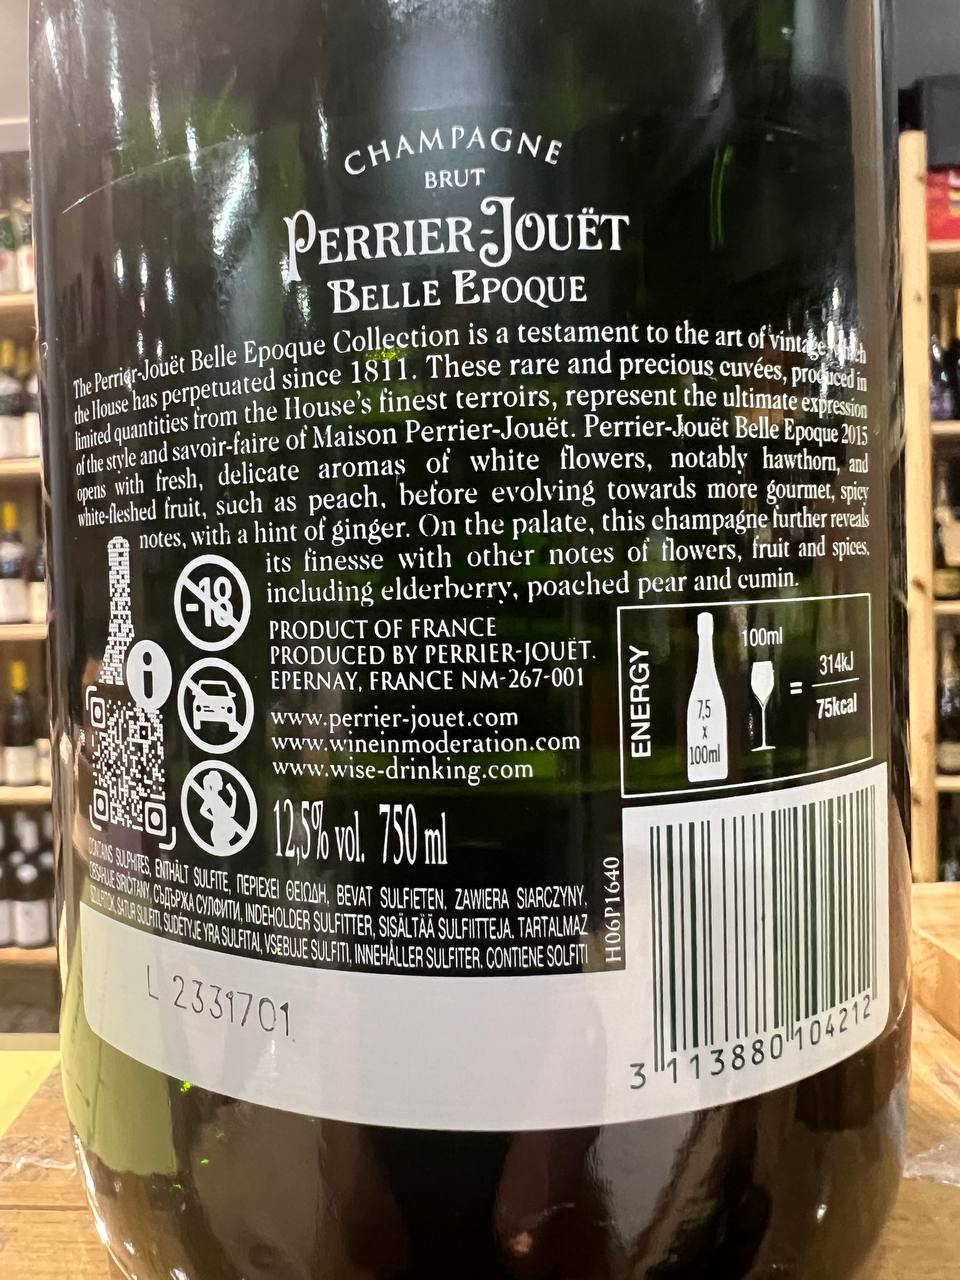 CHAMPAGNE
BRUT
PERRIER-JOUËT
BELLE EPOQUE
The Perrier-Jouët Belle Epoque Collection is a testament to the art of vintage which
the House has perpetuated since 1811. These rare and precious cuvées, produced in
limited quantities from the House's finest terroirs, represent the ultimate expression
of the style and savoir-faire of Maison Perrier-Jouët. Perrier-Jouët Belle Epoque 2015
opens with fresh, delicate aromas of white flowers, notably hawthorn, and
white-fleshed fruit, such as peach, before evolving towards more gourmet, spicy
notes, with a hint of ginger. On the palate, this champagne further reveals
its finesse with other notes of flowers, fruit and spices,
including elderberry, poached pear and cumin.
-18
i
PRODUCT OF FRANCE
PRODUCED BY PERRIER-JOUËT.
EPERNAY, FRANCE NM-267-001
www.perrier-jouet.com
www.wineinmoderation.com
www.wise-drinking.com
12,5% vol. 750 ml
ENERGY
7,5
x
100ml
100ml
=
314kJ
75kcal
CONTAINS SULPHITES, ENTHÄLT SULFITE, ΠΕΡΙΕΧΕΙ ΘΕΙΩΔΗ, BEVAT SULFIETEN, ZAWIERA SIARCZYNY,
OBSAHUJE SIŘIČITANY, СЪДЪРЖА СУЛФИТИ, INDEHOLDER SULFITTER, SISÄLTÄÄ SULFIITTEJA, TARTALMAZ
SZULFITOK, SATUR SULFITI, SUDĖTYJE YRA SULFITAI, VSEBUJE SULFITI, INNEHÅLLER SULFITER, CONTIENE SOLFITI
H06P1640
L 2331701
3 113880 104212